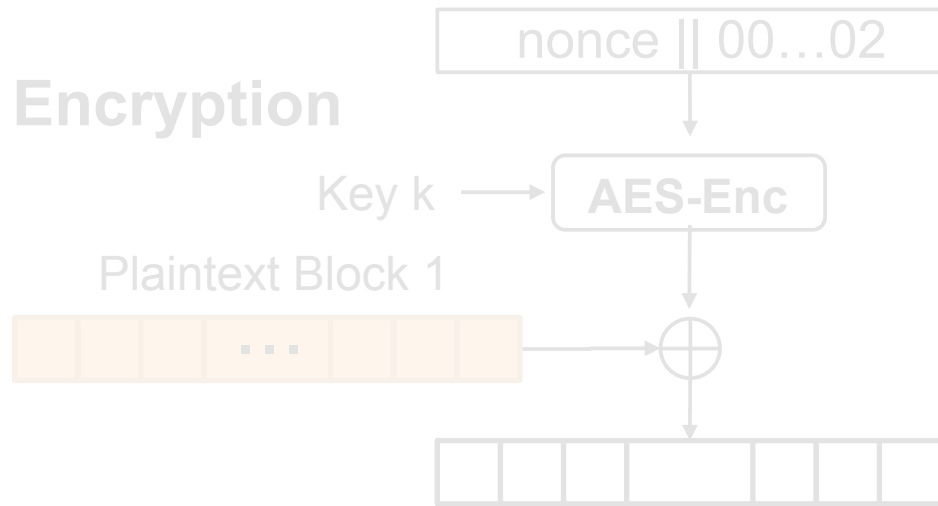 nonce || 00…02
Encryption
Key k
AES-Enc
Plaintext Block 1
...